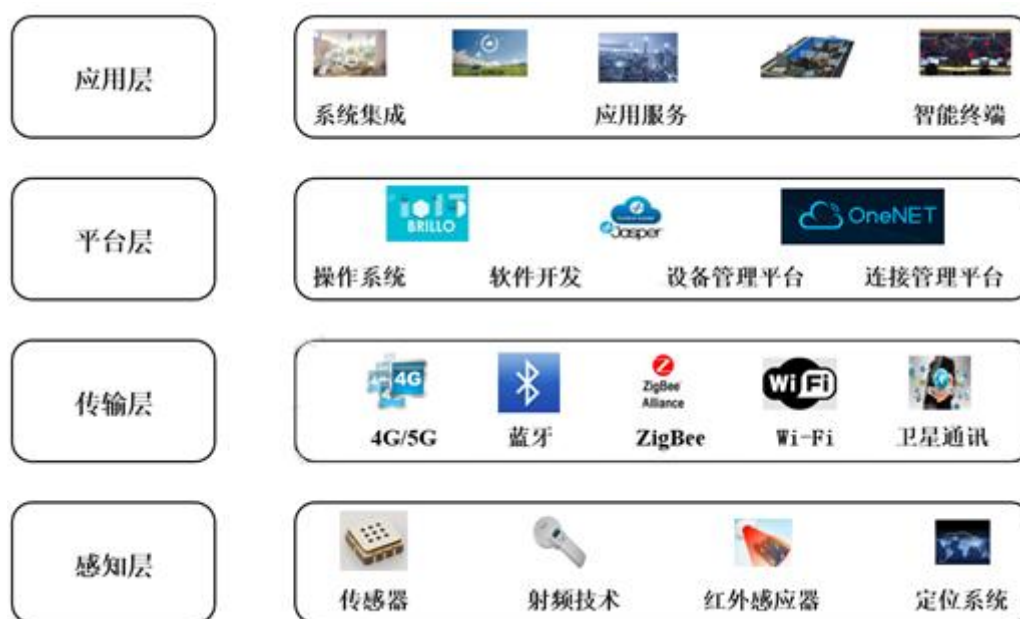 应用层
系统集成
应用服务
智能终端
平台层
BRILLO
Jasper
OneNET
操作系统
软件开发
设备管理平台
连接管理平台
传输层
4G
ZigBee
Alliance
Wi Fi
4G/5G
蓝牙
ZigBee
Wi-Fi
卫星通讯
感知层
传感器
射频技术
红外感应器
定位系统